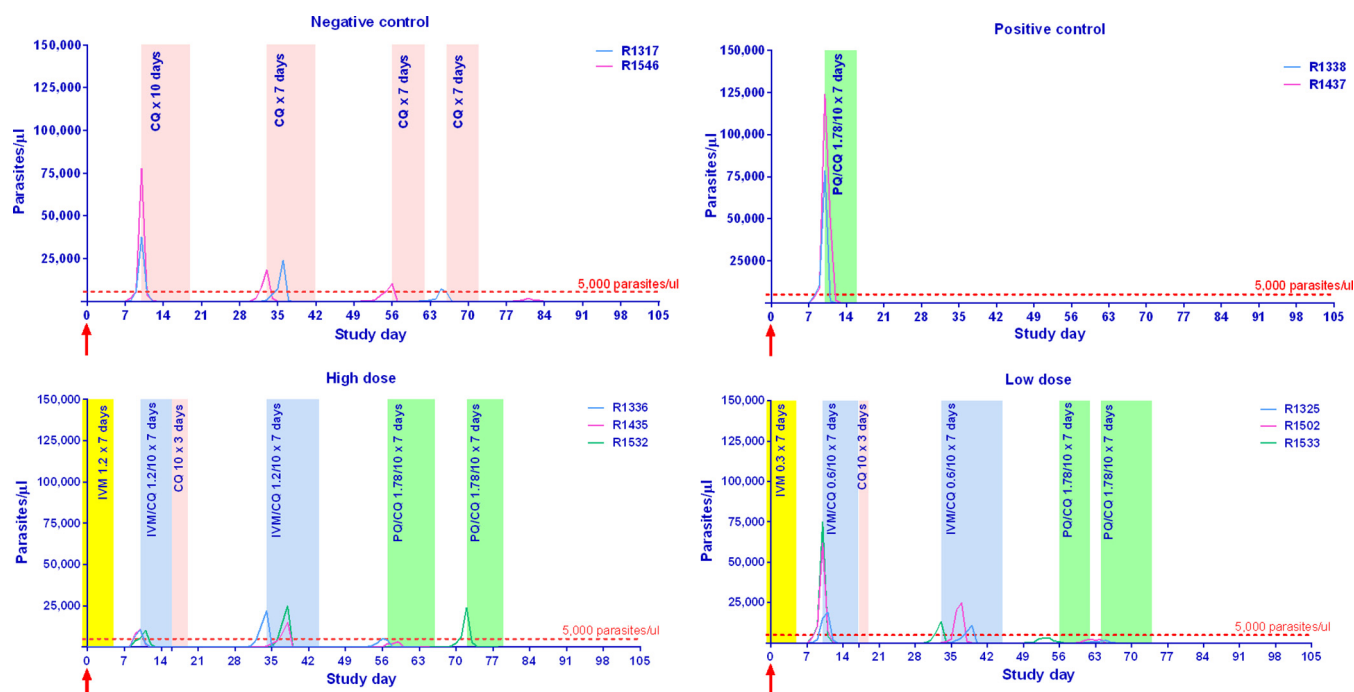 Negative control
150,000
125,000
100,000
75,000
50,000
25,000
Parasites/µl
CQ x 10 days
CQ x 7 days
CQ x 7 days
CQ x 7 days
R1317
R1546
5,000 parasites/ul
0 7 14 21 28 35 42 49 56 63 70 77 84 91 98 105
Study day
Positive control
150,000
125,000
100,000
75,000
50,000
25000
Parasites/µl
PQ/CQ 1.78/10 x 7 days
R1338
R1437
5,000 parasites/ul
0 7 14 21 28 35 42 49 56 63 70 77 84 91 98 105
Study day
High dose
150,000
125,000
100,000
75,000
50,000
25,000
Parasites/µl
IVM 1.2 x 7 days
IVM/CQ 1.2/10 x 7 days
CQ 10 x 3 days
IVM/CQ 1.2/10 x 7 days
PQ/CQ 1.78/10 x 7 days
PQ/CQ 1.78/10 x 7 days
R1336
R1435
R1532
5,000 parasites/ul
0 7 14 21 28 35 42 49 56 63 70 77 84 91 98 105
Study day
Low dose
150,000
125,000
100,000
75,000
50,000
25,000
Parasites/µl
IVM 0.3 x 7 days
IVM/CQ 0.6/10 x 7 days
CQ 10 x 3 days
IVM/CQ 0.6/10 x 7 days
PQ/CQ 1.78/10 x 7 days
PQ/CQ 1.78/10 x 7 days
R1325
R1502
R1533
5,000 parasites/ul
0 7 14 21 28 35 42 49 56 63 70 77 84 91 98 105
Study day